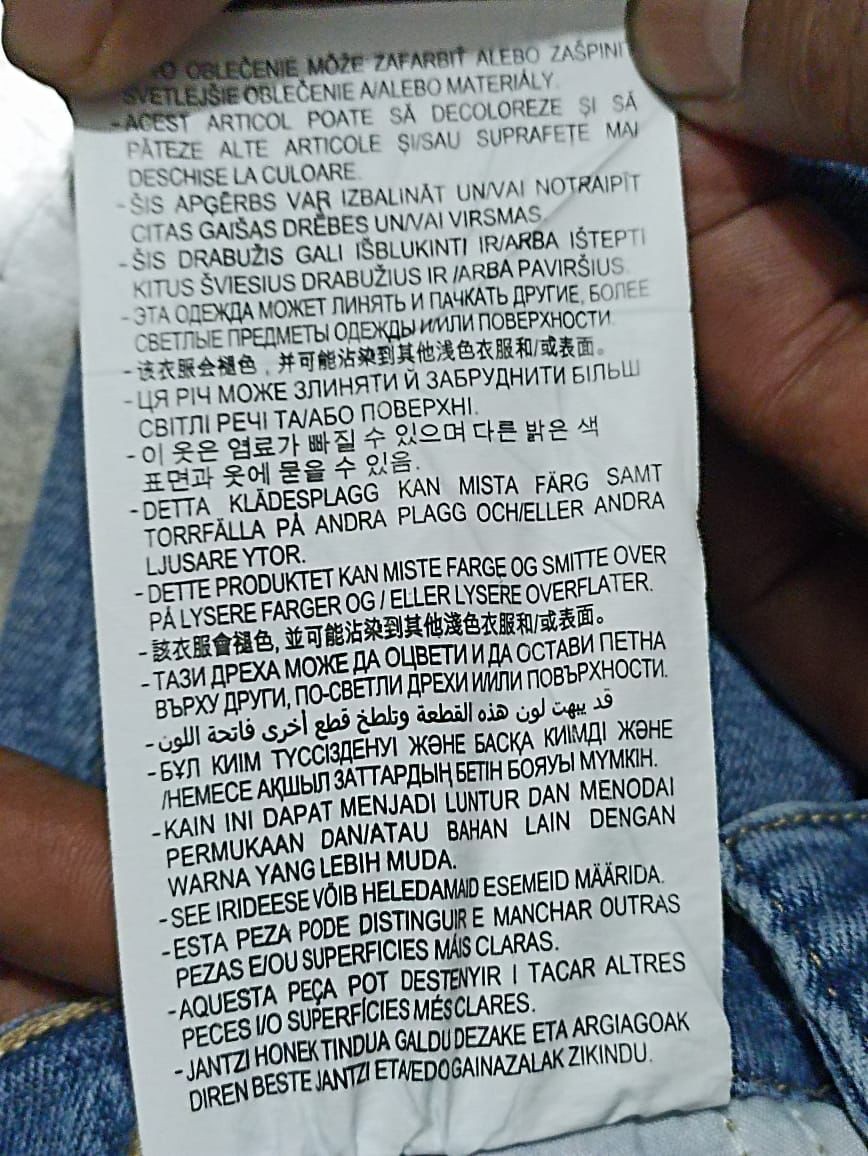 OBLEČENIE MÔŽE ZAFARBIŤ ALEBO ZAŠPINIŤ
SVETLEJŠIE OBLEČENIE A/ALEBO MATERIÁLY.
-ACEST ARTICOL POATE SĂ DECOLOREZE ȘI SĂ
PĂTEZE ALTE ARTICOLE ȘI/SAU SUPRAFEȚE MAI
DESCHISE LA CULOARE.
-ŠIS APĢĒRBS VAR IZBALINĀT UN/VAI NOTRAIPĪT
CITAS GAIŠAS DRĒBES UN/VAI VIRSMAS.
-ŠIS DRABUŽIS GALI IŠBLUKINTI IR/ARBA IŠTEPTI
KITUS ŠVIESIUS DRABUŽIUS IR /ARBA PAVIRŠIUS.
-ЭТА ОДЕЖДА МОЖЕТ ЛИНЯТЬ И ПАЧКАТЬ ДРУГИЕ, БОЛЕЕ
СВЕТЛЫЕ ПРЕДМЕТЫ ОДЕЖДЫ И/ИЛИ ПОВЕРХНОСТИ.
-该衣服会褪色，并可能沾染到其他浅色衣服和/或表面。
-ЦЯ РІЧ МОЖЕ ЗЛИНЯТИ Й ЗАБРУДНИТИ БІЛЬШ
СВІТЛІ РЕЧІ ТА/АБО ПОВЕРХНІ.
-이 옷은 염료가 빠질 수 있으며 다른 밝은 색
표면과 옷에 묻을 수 있음.
-DETTA KLÄDESPLAGG KAN MISTA FÄRG SAMT
TORRFÄLLA PÅ ANDRA PLAGG OCH/ELLER ANDRA
LJUSARE YTOR.
-DETTE PRODUKTET KAN MISTE FARGE OG SMITTE OVER
PÅ LYSERE FARGER OG / ELLER LYSERE OVERFLATER.
-該衣服會褪色, 並可能沾染到其他淺色衣服和/或表面。
-ТАЗИ ДРЕХА МОЖЕ ДА ОЦВЕТИ И ДА ОСТАВИ ПЕТНА
ВЪРХУ ДРУГИ, ПО-СВЕТЛИ ДРЕХИ И/ИЛИ ПОВЪРХНОСТИ.
-قد يبهت لون هذه القطعة وتلطخ قطع أخرى فاتحة اللون
-БҰЛ КИІМ ТҮССІЗДЕНУІ ЖӘНЕ БАСҚА КИІМДІ ЖӘНЕ
/НЕМЕСЕ АҚШЫЛ ЗАТТАРДЫҢ БЕТІН БОЯУЫ МҮМКІН.
-KAIN INI DAPAT MENJADI LUNTUR DAN MENODAI
PERMUKAAN DAN/ATAU BAHAN LAIN DENGAN
WARNA YANG LEBIH MUDA.
-SEE IRIDEESE VÕIB HELEDAMAID ESEMEID MÄÄRIDA.
-ESTA PEZA PODE DISTINGUIR E MANCHAR OUTRAS
PEZAS E/OU SUPERFICIES MÁIS CLARAS.
-AQUESTA PEÇA POT DESTENYIR I TACAR ALTRES
PECES I/O SUPERFÍCIES MÉS CLARES.
-JANTZI HONEK TINDUA GALDU DEZAKE ETA ARGIAGOAK
DIREN BESTE JANTZI ETA/EDO GAINAZALAK ZIKINDU.